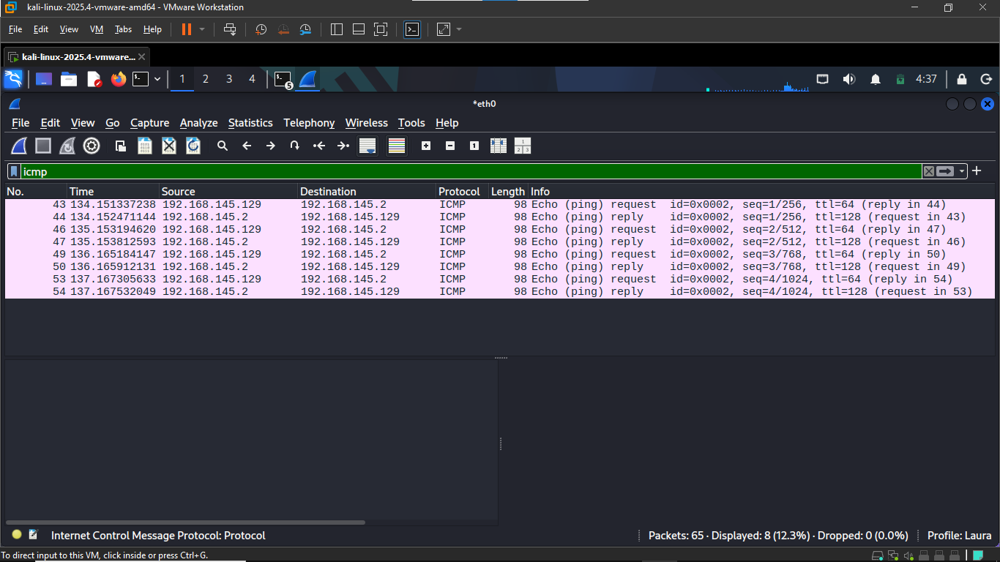 kali-linux-2025.4-vmware-amd64 - VMware Workstation
File Edit View VM Tabs Help
kali-linux-2025.4-vmware...
1 2 3 4 5 4:37
*eth0
File Edit View Go Capture Analyze Statistics Telephony Wireless Tools Help
icmp
No. Time Source Destination Protocol Length Info
43 134.151337238 192.168.145.129 192.168.145.2 ICMP 98 Echo (ping) request id=0x0002, seq=1/256, ttl=64 (reply in 44)
44 134.152471144 192.168.145.2 192.168.145.129 ICMP 98 Echo (ping) reply id=0x0002, seq=1/256, ttl=128 (request in 43)
46 135.153194620 192.168.145.129 192.168.145.2 ICMP 98 Echo (ping) request id=0x0002, seq=2/512, ttl=64 (reply in 47)
47 135.153812593 192.168.145.2 192.168.145.129 ICMP 98 Echo (ping) reply id=0x0002, seq=2/512, ttl=128 (request in 46)
49 136.165184147 192.168.145.129 192.168.145.2 ICMP 98 Echo (ping) request id=0x0002, seq=3/768, ttl=64 (reply in 50)
50 136.165912131 192.168.145.2 192.168.145.129 ICMP 98 Echo (ping) reply id=0x0002, seq=3/768, ttl=128 (request in 49)
53 137.167305633 192.168.145.129 192.168.145.2 ICMP 98 Echo (ping) request id=0x0002, seq=4/1024, ttl=64 (reply in 54)
54 137.167532049 192.168.145.2 192.168.145.129 ICMP 98 Echo (ping) reply id=0x0002, seq=4/1024, ttl=128 (request in 53)
Internet Control Message Protocol: Protocol Packets: 65 · Displayed: 8 (12.3%) · Dropped: 0 (0.0%) Profile: Laura
To direct input to this VM, click inside or press Ctrl+G.